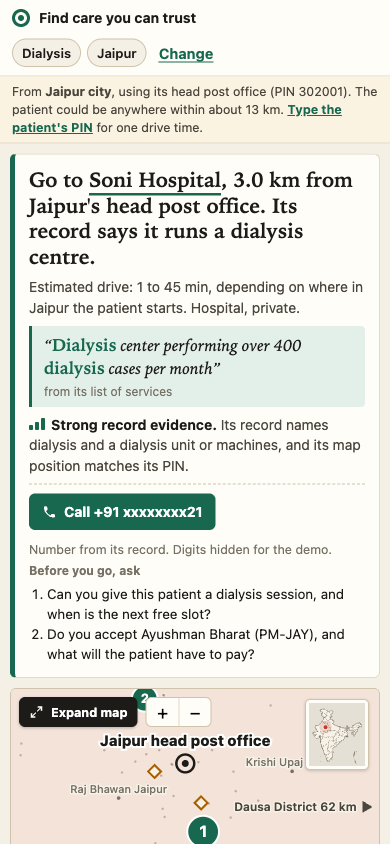 Find care you can trust
Dialysis Jaipur Change
From Jaipur city, using its head post office (PIN 302001). The
patient could be anywhere within about 13 km. Type the
patient's PIN for one drive time.
Go to Soni Hospital, 3.0 km from
Jaipur's head post office. Its
record says it runs a dialysis
centre.
Estimated drive: 1 to 45 min, depending on where in
Jaipur the patient starts. Hospital, private.
“Dialysis center performing over 400
dialysis cases per month”
from its list of services
Strong record evidence. Its record names
dialysis and a dialysis unit or machines, and its map
position matches its PIN.
Call +91 xxxxxxxx21
Number from its record. Digits hidden for the demo.
Before you go, ask
1. Can you give this patient a dialysis session, and
when is the next free slot?
2. Do you accept Ayushman Bharat (PM-JAY), and
what will the patient have to pay?
2
Expand map + −
Jaipur head post office
Krishi Upaj
Raj Bhawan Jaipur
Dausa District 62 km ▶
1